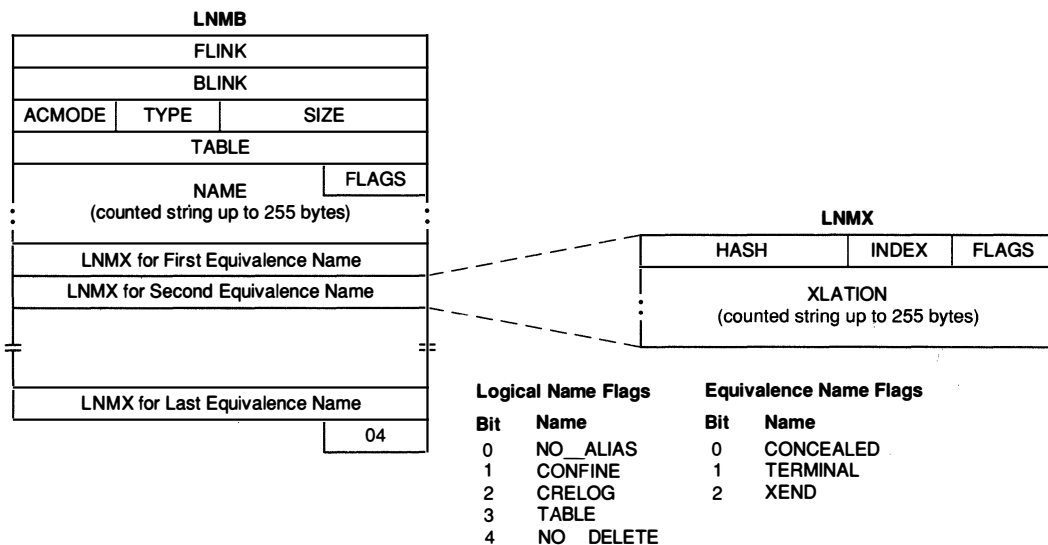 LNMB
FLINK
BLINK
ACMODE TYPE SIZE
TABLE
FLAGS
NAME
(counted string up to 255 bytes)
LNMX for First Equivalence Name
LNMX for Second Equivalence Name
LNMX for Last Equivalence Name
04
LNMX
HASH INDEX FLAGS
XLATION
(counted string up to 255 bytes)
Logical Name Flags
Bit Name
0 NO__ALIAS
1 CONFINE
2 CRELOG
3 TABLE
4 NO__DELETE
Equivalence Name Flags
Bit Name
0 CONCEALED
1 TERMINAL
2 XEND